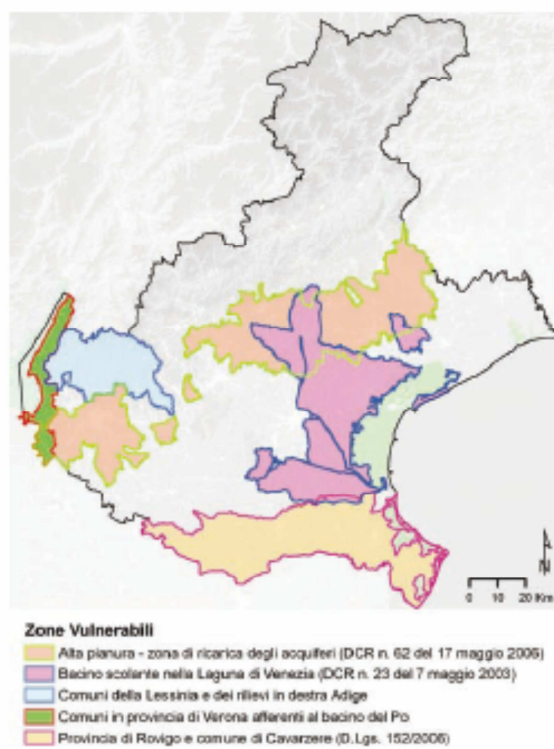 N
0 10 20 Km
Zone Vulnerabili
Alta pianura - zona di ricarica degli acquiferi (DCR n. 62 del 17 maggio 2006)
Bacino scolante nella Laguna di Venezia (DCR n. 23 del 7 maggio 2003)
Comuni della Lessinia e dei rilievi in destra Adige
Comuni in provincia di Verona afferenti al bacino del Po
Provincia di Rovigo e comune di Cavarzere (D.Lgs. 152/2006)